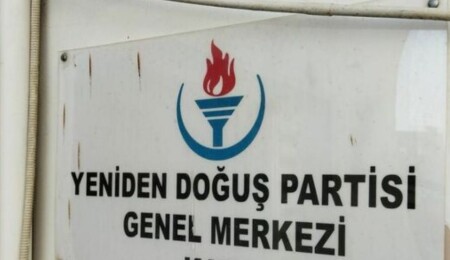 YENİDEN DOĞUŞ PARTİSİ
GENEL MERKEZİ